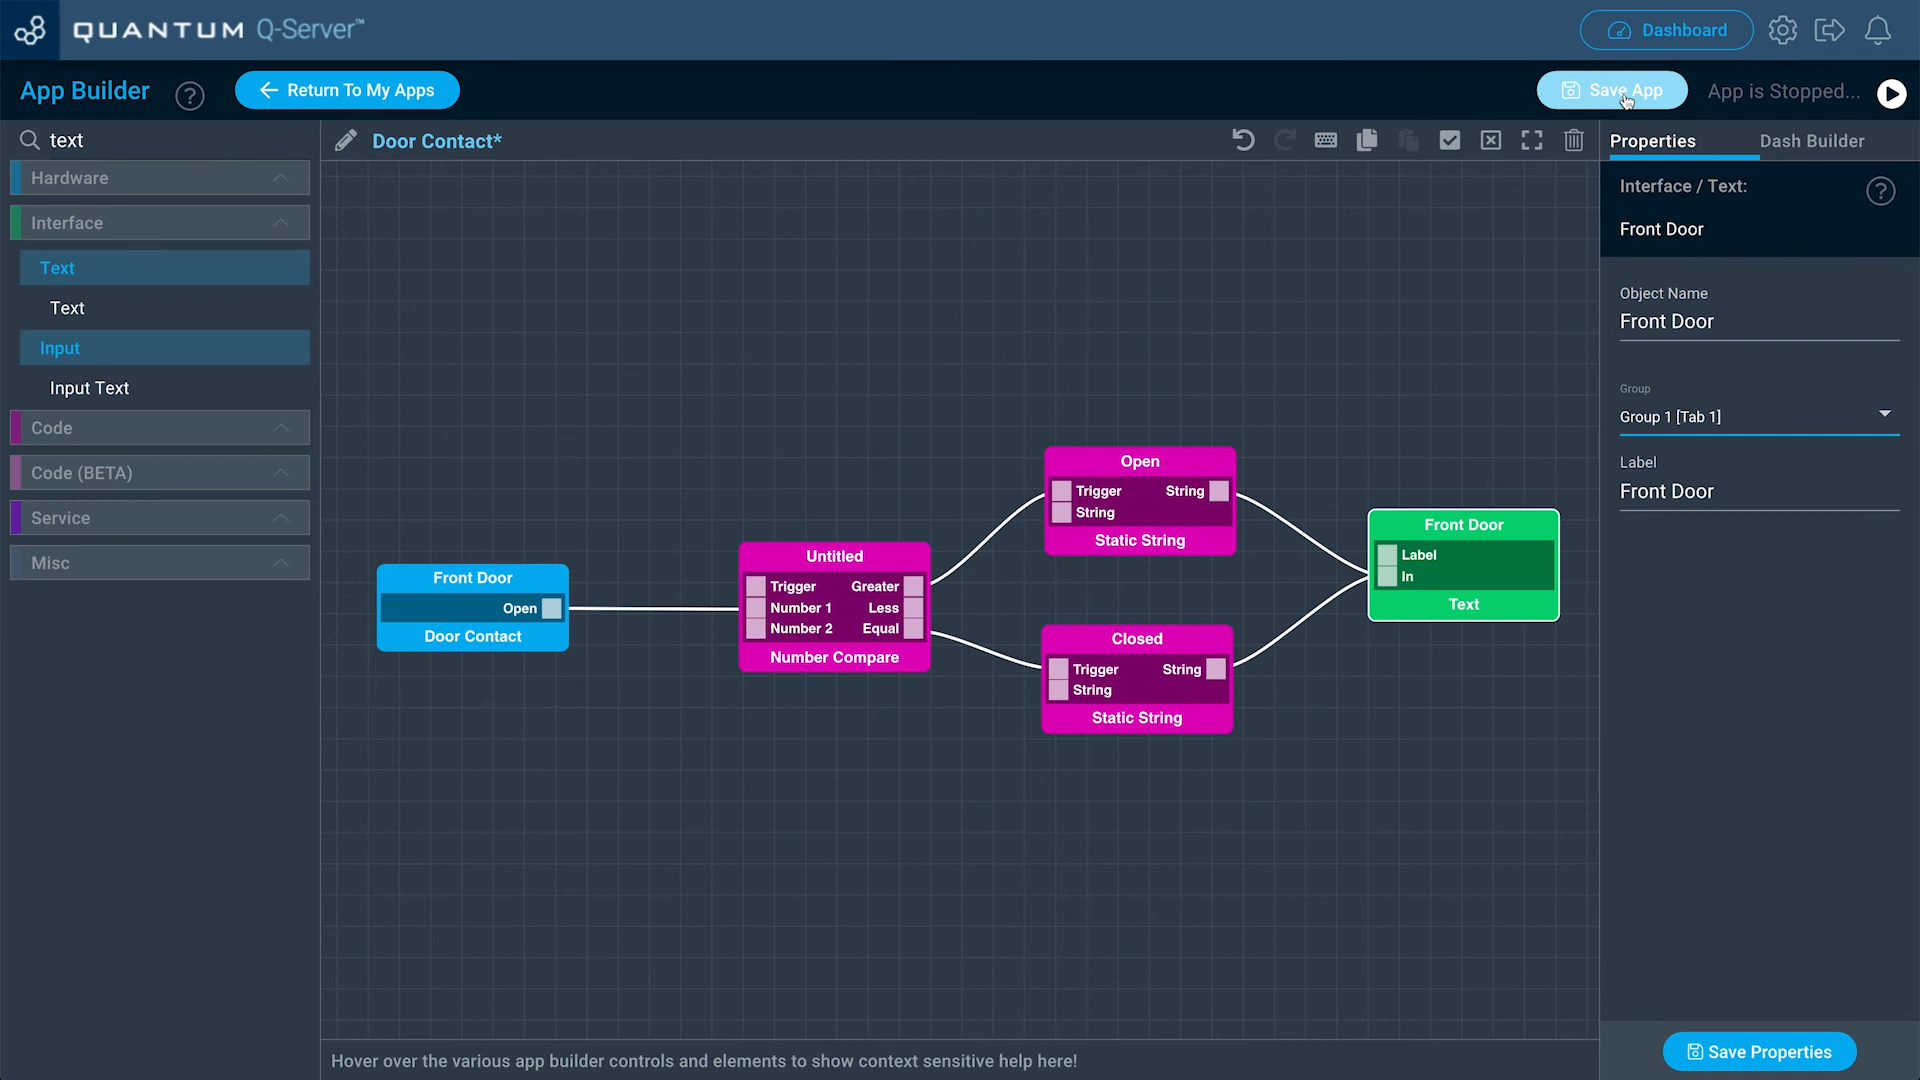 QUANTUM Q-Server™
Dashboard
App Builder
?
Return To My Apps
Save App
App is Stopped...
text
Door Contact*
Properties
Dash Builder
Hardware
Interface
Text
Text
Input
Input Text
Code
Code (BETA)
Service
Misc
Front Door
Open
Door Contact
Untitled
Trigger Greater
Number 1 Less
Number 2 Equal
Number Compare
Open
Trigger String
String
Static String
Closed
Trigger String
String
Static String
Front Door
Label
In
Text
Interface / Text:
?
Front Door
Object Name
Front Door
Group
Group 1 [Tab 1]
Label
Front Door
Hover over the various app builder controls and elements to show context sensitive help here!
Save Properties